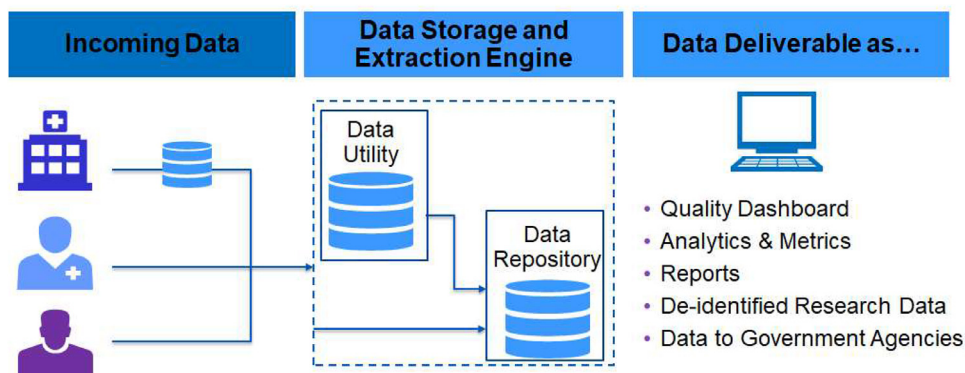 Incoming Data
Data Storage and
Extraction Engine
Data Deliverable as…
Data
Utility
Data
Repository
• Quality Dashboard
• Analytics & Metrics
• Reports
• De-identified Research Data
• Data to Government Agencies